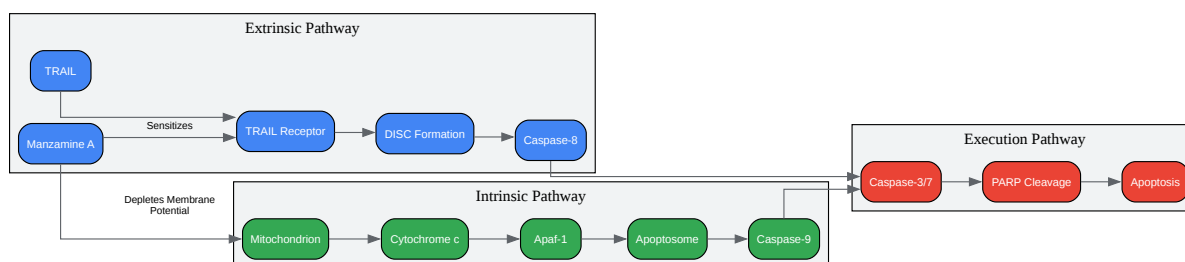 Extrinsic Pathway
TRAIL
Manzamine A
Sensitizes
TRAIL Receptor
DISC Formation
Caspase-8
Depletes Membrane
Potential
Intrinsic Pathway
Mitochondrion
Cytochrome c
Apaf-1
Apoptosome
Caspase-9
Execution Pathway
Caspase-3/7
PARP Cleavage
Apoptosis